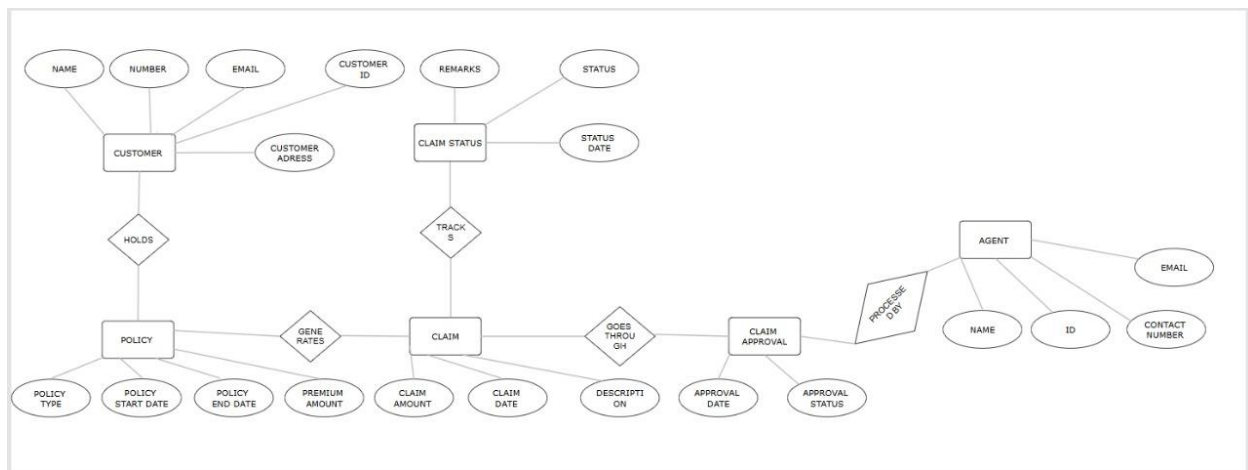 NAME
NUMBER
EMAIL
CUSTOMER
ID
REMARKS
STATUS
CUSTOMER
CUSTOMER
ADRESS
CLAIM STATUS
STATUS
DATE
HOLDS
TRACK
S
AGENT
EMAIL
PROCESSE
D BY
NAME
ID
CONTACT
NUMBER
POLICY
GENE
RATES
CLAIM
GOES
THROU
GH
CLAIM
APPROVAL
POLICY
TYPE
POLICY
START DATE
POLICY
END DATE
PREMIUM
AMOUNT
CLAIM
AMOUNT
CLAIM
DATE
DESCRIPTI
ON
APPROVAL
DATE
APPROVAL
STATUS